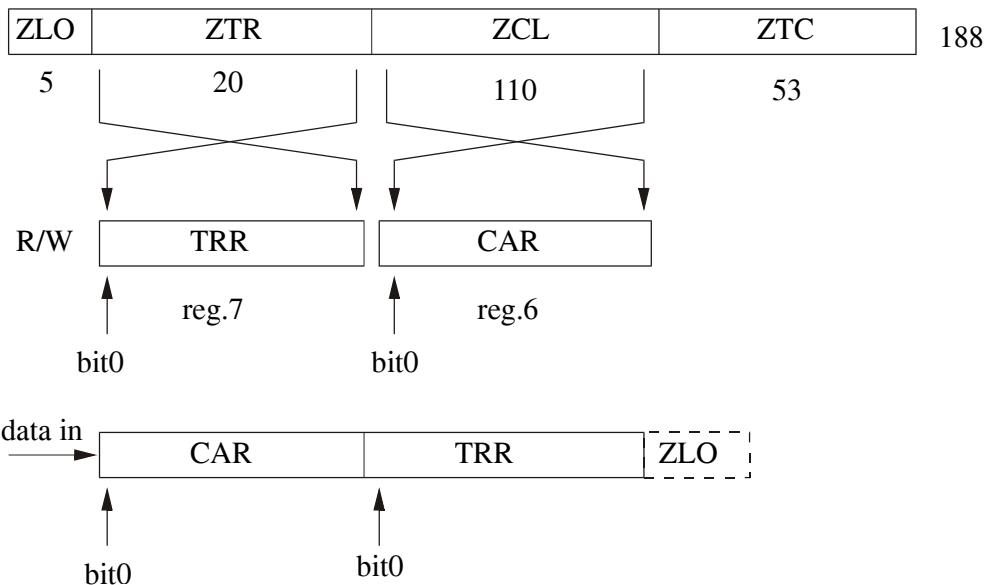 ZLO ZTR ZCL ZTC 188
5 20 110 53
R/W TRR CAR
reg.7 reg.6
bit0 bit0
data in
CAR TRR ZLO
bit0 bit0